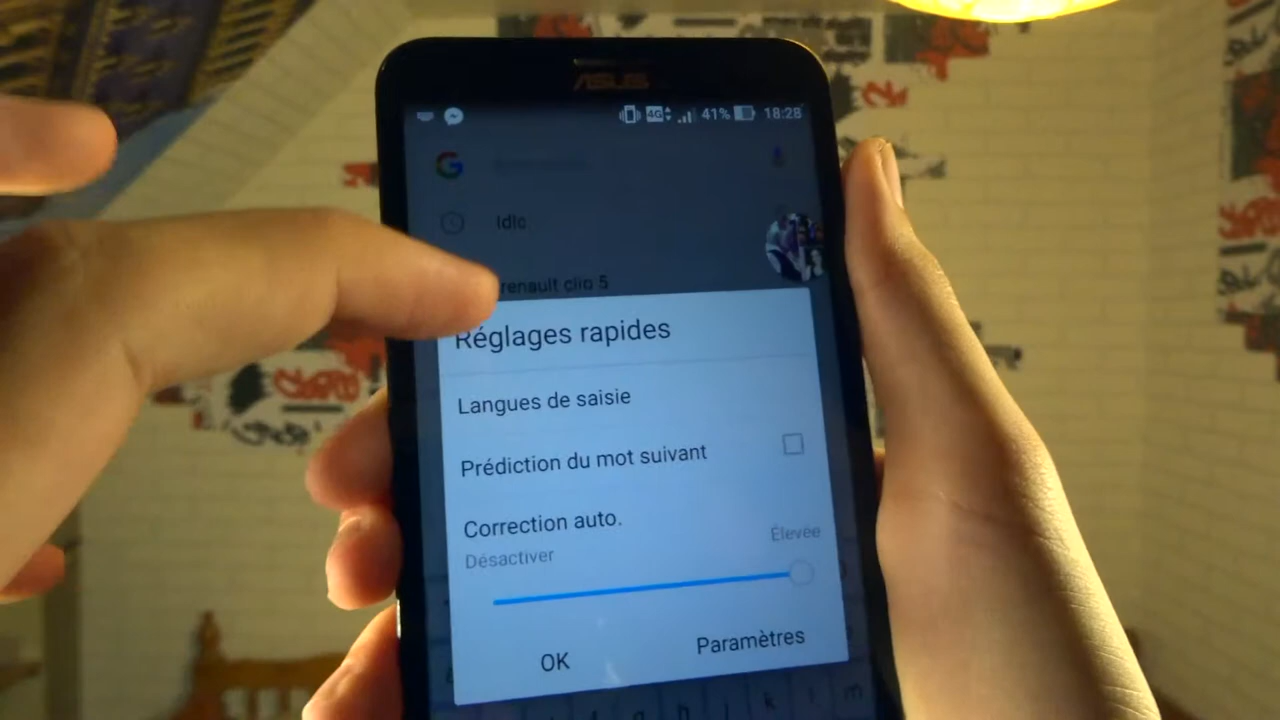 ASUS
4G 41% 18:28
Idlc
renault clio 5
Réglages rapides
Langues de saisie
Prédiction du mot suivant
Correction auto.
Désactiver
Élevée
OK
Paramètres
j k l m